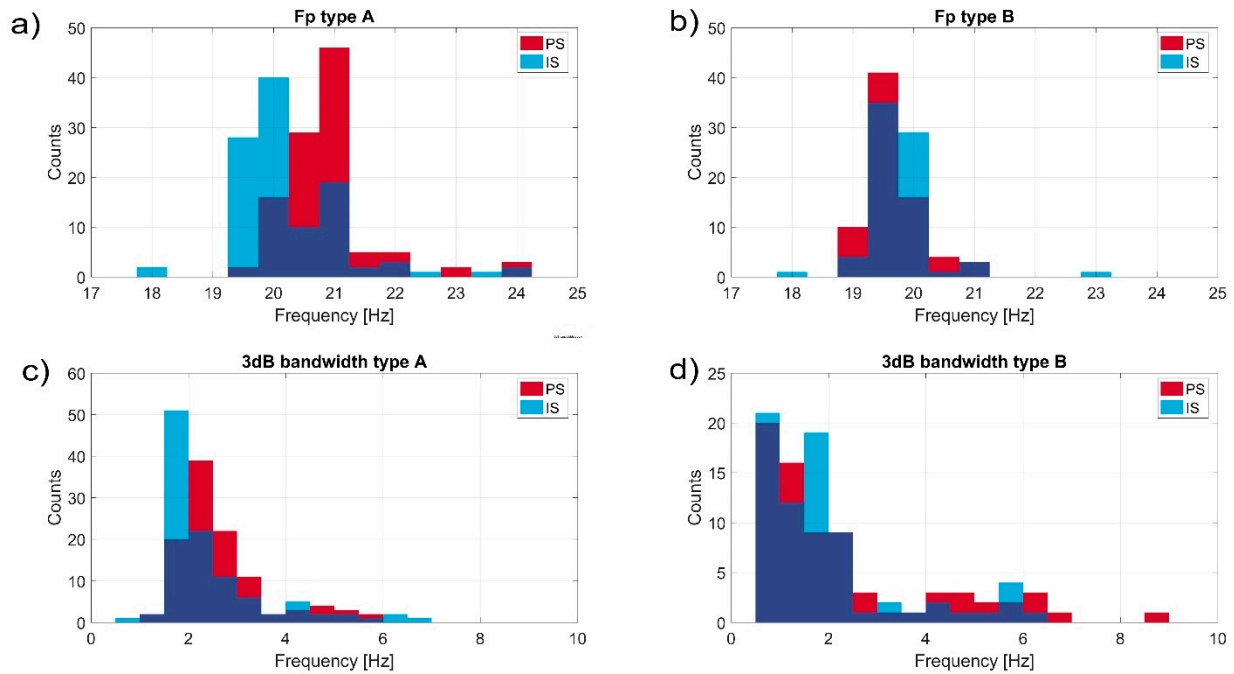 a)
Fp type A
50
40
30
20
10
0
Counts
PS
IS
17 18 19 20 21 22 23 24 25
Frequency [Hz]
b)
Fp type B
50
40
30
20
10
0
Counts
PS
IS
17 18 19 20 21 22 23 24 25
Frequency [Hz]
c)
3dB bandwidth type A
60
50
40
30
20
10
0
Counts
PS
IS
0 2 4 6 8 10
Frequency [Hz]
d)
3dB bandwidth type B
25
20
15
10
5
0
Counts
PS
IS
0 2 4 6 8 10
Frequency [Hz]